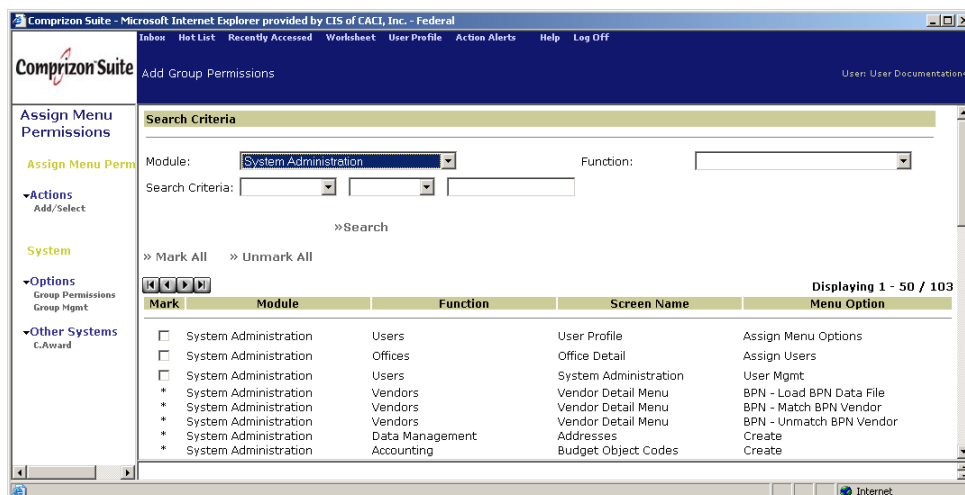 Comprizon Suite - Microsoft Internet Explorer provided by CIS of CACI, Inc. - Federal
Inbox Hot List Recently Accessed Worksheet User Profile Action Alerts Help Log Off
Comprizon Suite
Add Group Permissions
User: User Documentation
Assign Menu
Permissions
Assign Menu Perm
Actions
Add/Select
System
Options
Group Permissions
Group Mgmt
Other Systems
C.Award
Search Criteria
Module: System Administration Function:
Search Criteria:
»Search
» Mark All » Unmark All
Displaying 1 - 50 / 103
Mark Module Function Screen Name Menu Option
System Administration Users User Profile Assign Menu Options
System Administration Offices Office Detail Assign Users
System Administration Users System Administration User Mgmt
* System Administration Vendors Vendor Detail Menu BPN - Load BPN Data File
* System Administration Vendors Vendor Detail Menu BPN - Match BPN Vendor
* System Administration Vendors Vendor Detail Menu BPN - Unmatch BPN Vendor
* System Administration Data Management Addresses Create
* System Administration Accounting Budget Object Codes Create
Internet